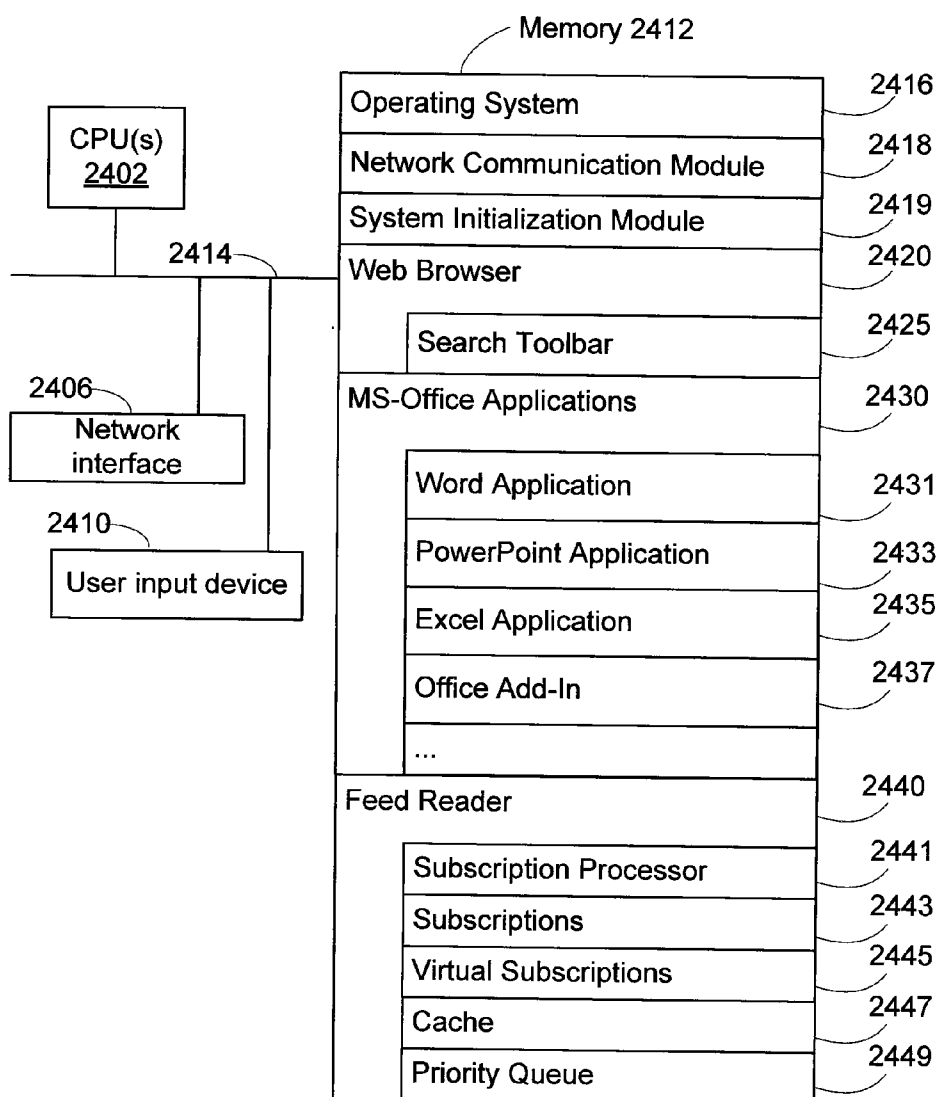 Memory 2412
Operating System
2416
CPU(s)
2402
Network Communication Module
2418
System Initialization Module
2419
2414
Web Browser
2420
Search Toolbar
2425
2406
Network
interface
MS-Office Applications
2430
Word Application
2431
2410
User input device
PowerPoint Application
2433
Excel Application
2435
Office Add-In
2437
...
Feed Reader
2440
Subscription Processor
2441
Subscriptions
2443
Virtual Subscriptions
2445
Cache
2447
Priority Queue
2449